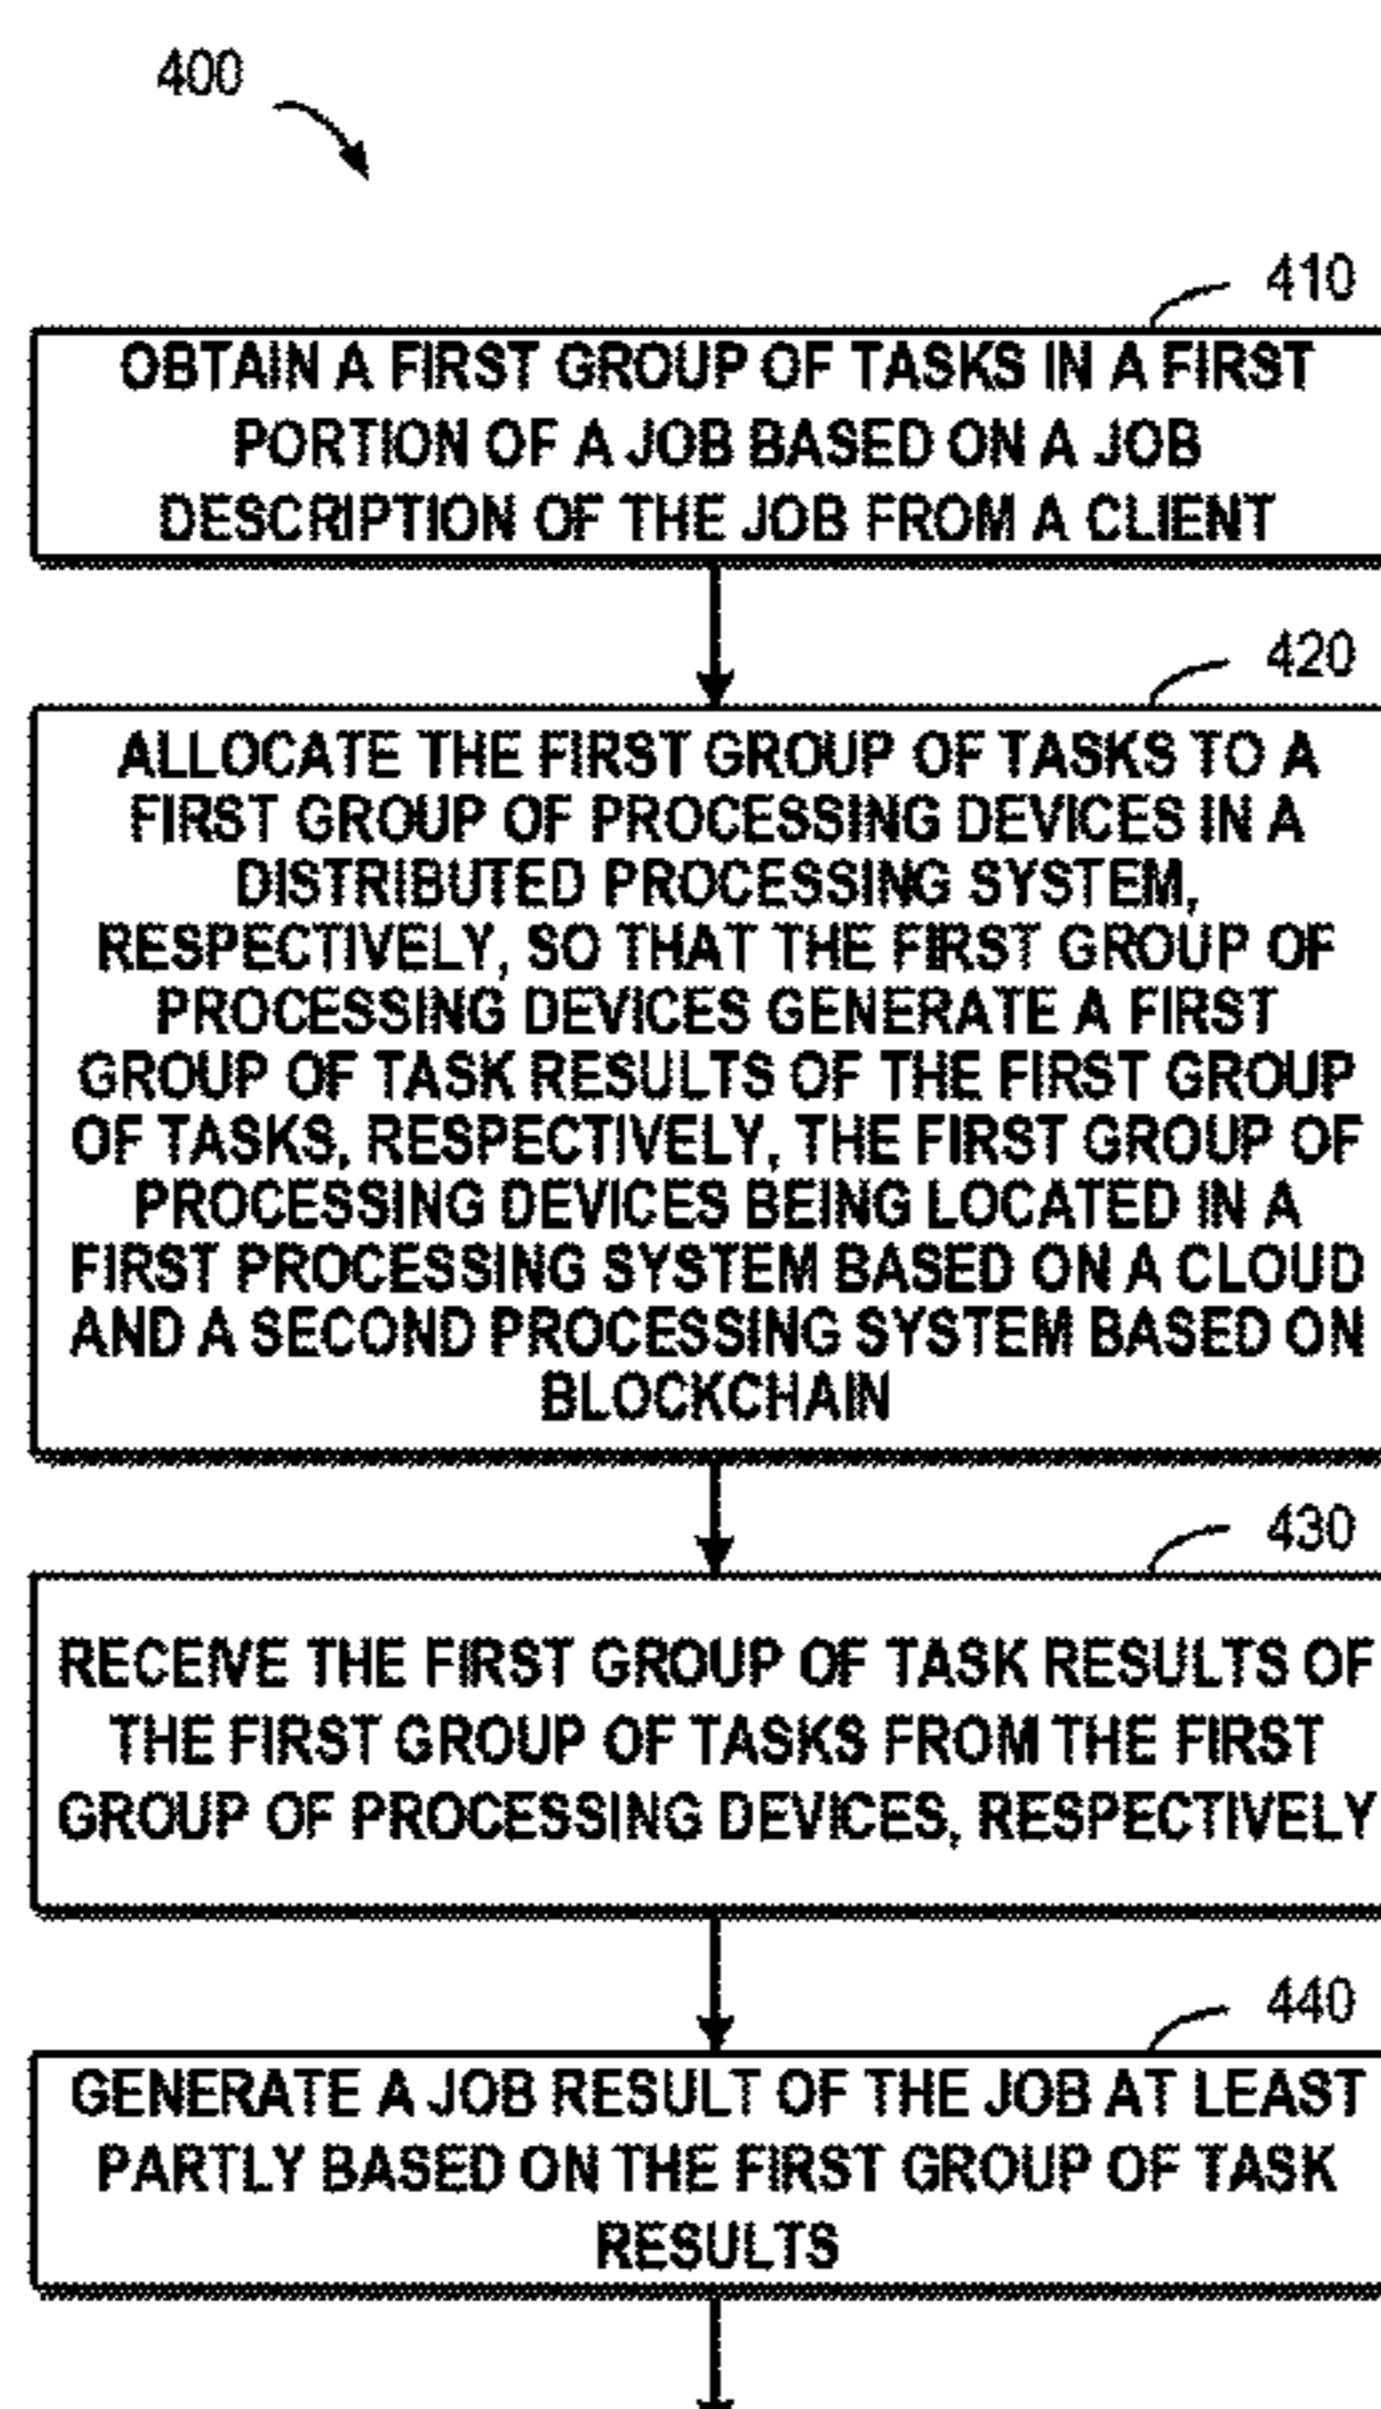 400
410
OBTAIN A FIRST GROUP OF TASKS IN A FIRST
PORTION OF A JOB BASED ON A JOB
DESCRIPTION OF THE JOB FROM A CLIENT
420
ALLOCATE THE FIRST GROUP OF TASKS TO A
FIRST GROUP OF PROCESSING DEVICES IN A
DISTRIBUTED PROCESSING SYSTEM,
RESPECTIVELY, SO THAT THE FIRST GROUP OF
PROCESSING DEVICES GENERATE A FIRST
GROUP OF TASK RESULTS OF THE FIRST GROUP
OF TASKS, RESPECTIVELY, THE FIRST GROUP OF
PROCESSING DEVICES BEING LOCATED IN A
FIRST PROCESSING SYSTEM BASED ON A CLOUD
AND A SECOND PROCESSING SYSTEM BASED ON
BLOCKCHAIN
430
RECEIVE THE FIRST GROUP OF TASK RESULTS OF
THE FIRST GROUP OF TASKS FROM THE FIRST
GROUP OF PROCESSING DEVICES, RESPECTIVELY
440
GENERATE A JOB RESULT OF THE JOB AT LEAST
PARTLY BASED ON THE FIRST GROUP OF TASK
RESULTS